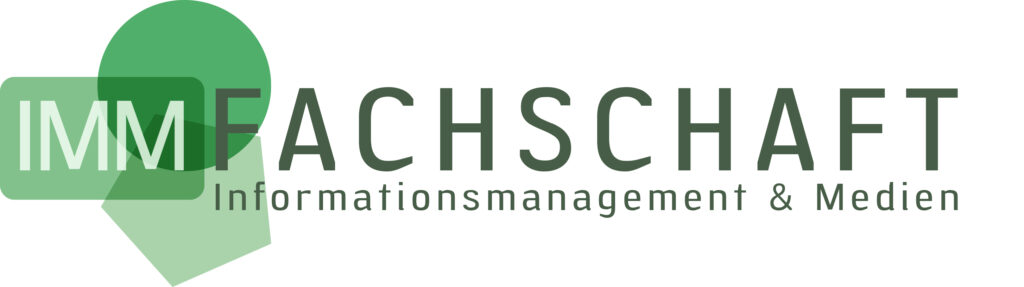 IMM FACHSCHAFT
Informationsmanagement & Medien